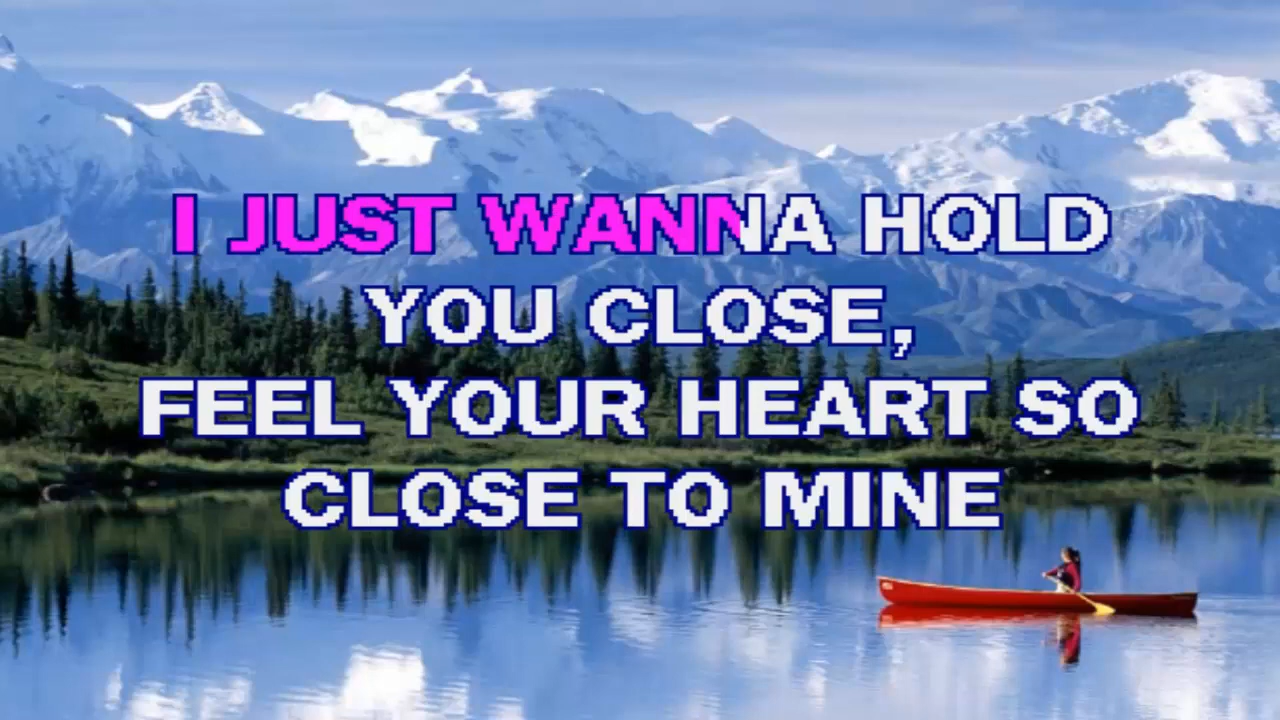 I JUST WANNA HOLD
YOU CLOSE,
FEEL YOUR HEART SO
CLOSE TO MINE